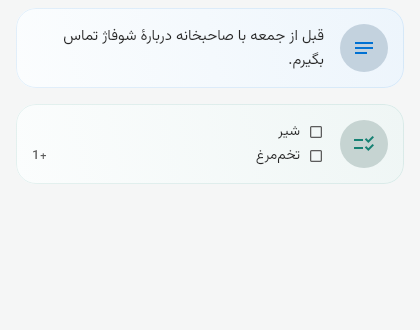 قبل از جمعه با صاحبخانه دربارهٔ شوفاژ تماس
بگیرم.
شیر
تخم‌مرغ
+1